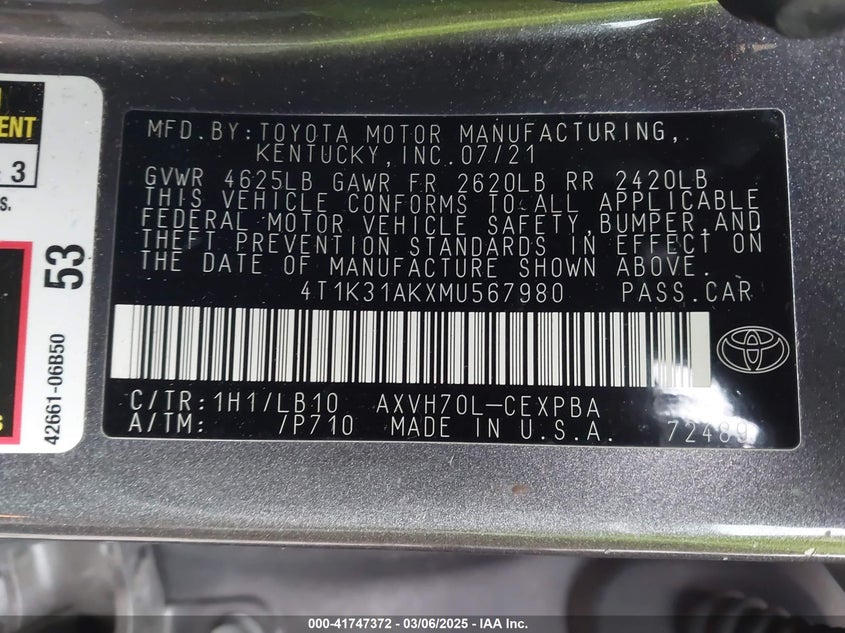 ENT
3
s.
53
42661-06B50
s
MFD.BY:TOYOTA MOTOR MANUFACTURING,
KENTUCKY,INC.07/21
GVWR 4625LB GAWR FR 2620LB RR 2420LB
THIS VEHICLE CONFORMS TO ALL APPLICABLE
FEDERAL MOTOR VEHICLE SAFETY,BUMPER,AND
THEFT PREVENTION STANDARDS IN EFFECT ON
THE DATE OF MANUFACTURE SHOWN ABOVE.
4T1K31AKXMU567980 PASS.CAR
C/TR:1H1/LB10 AXVH70L-CEXPBA
A/TM: /P710 MADE IN U.S.A. 72489
000-41747372 - 03/06/2025 - IAA Inc.